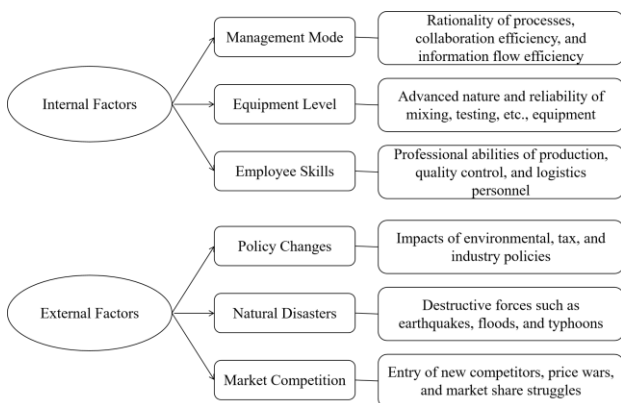 Internal Factors
Management Mode
Rationality of processes,
collaboration efficiency, and
information flow efficiency
Equipment Level
Advanced nature and reliability of
mixing, testing, etc., equipment
Employee Skills
Professional abilities of production,
quality control, and logistics
personnel
External Factors
Policy Changes
Impacts of environmental, tax, and
industry policies
Natural Disasters
Destructive forces such as
earthquakes, floods, and typhoons
Market Competition
Entry of new competitors, price wars,
and market share struggles